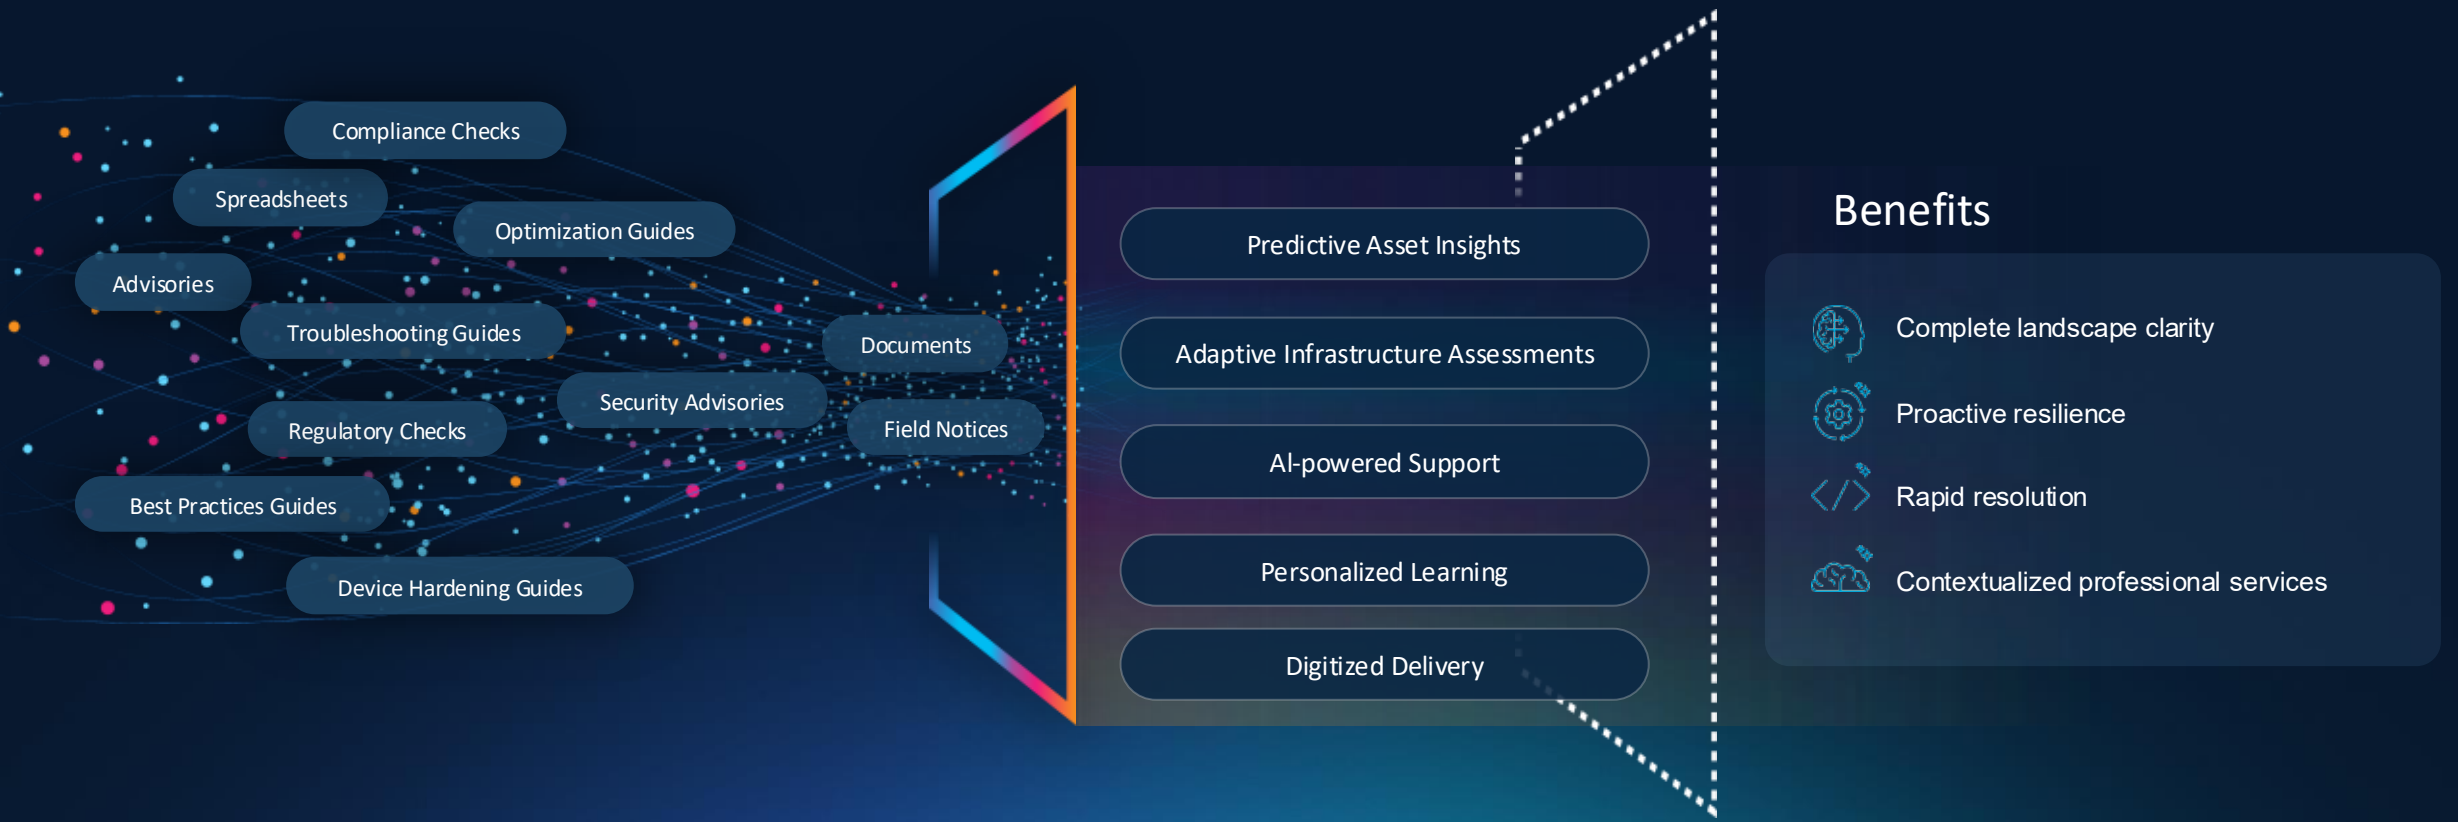 Compliance Checks
Spreadsheets
Optimization Guides
Advisories
Troubleshooting Guides
Documents
Security Advisories
Regulatory Checks
Field Notices
Best Practices Guides
Device Hardening Guides
Predictive Asset Insights
Adaptive Infrastructure Assessments
AI-powered Support
Personalized Learning
Digitized Delivery
Benefits
Complete landscape clarity
Proactive resilience
Rapid resolution
Contextualized professional services